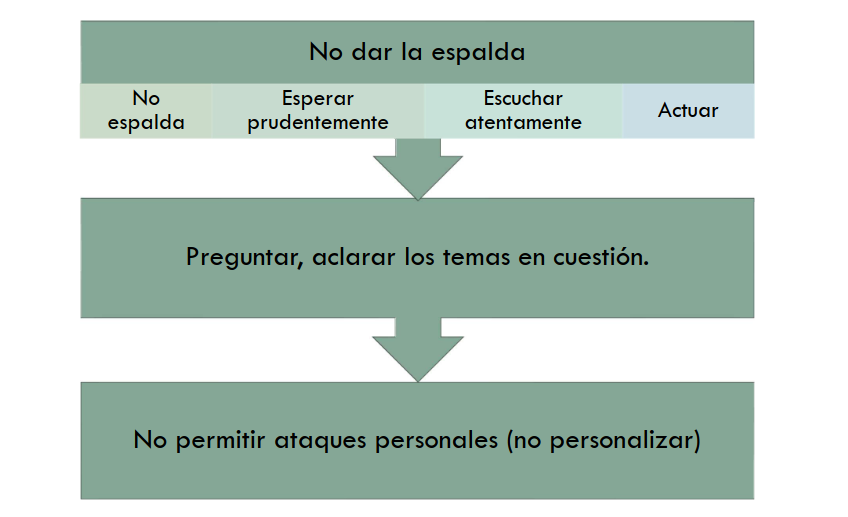 No dar la espalda
No
espalda
Esperar
prudentemente
Escuchar
atentamente
Actuar
Preguntar, aclarar los temas en cuestión.
No permitir ataques personales (no personalizar)